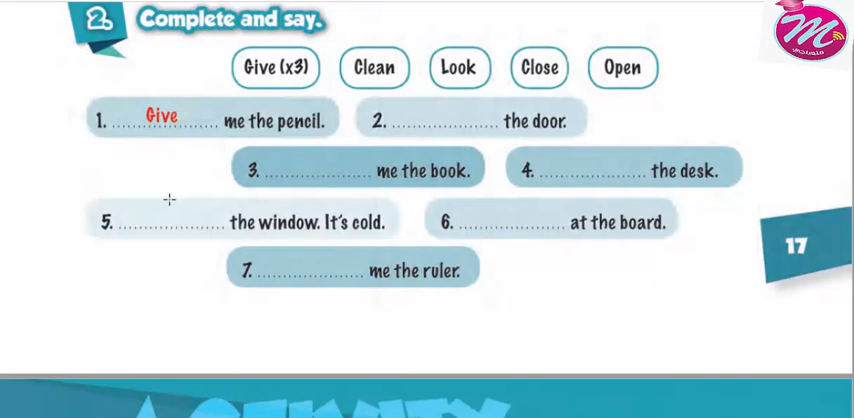 2. Complete and say.
Give (x3) Clean Look Close Open
1. .....Give..... me the pencil. 2. .................... the door.
3. .................... me the book. 4. .................... the desk.
5. .................... the window. It's cold. 6. .................... at the board.
17
7. .................... me the ruler.
ACTIVITY